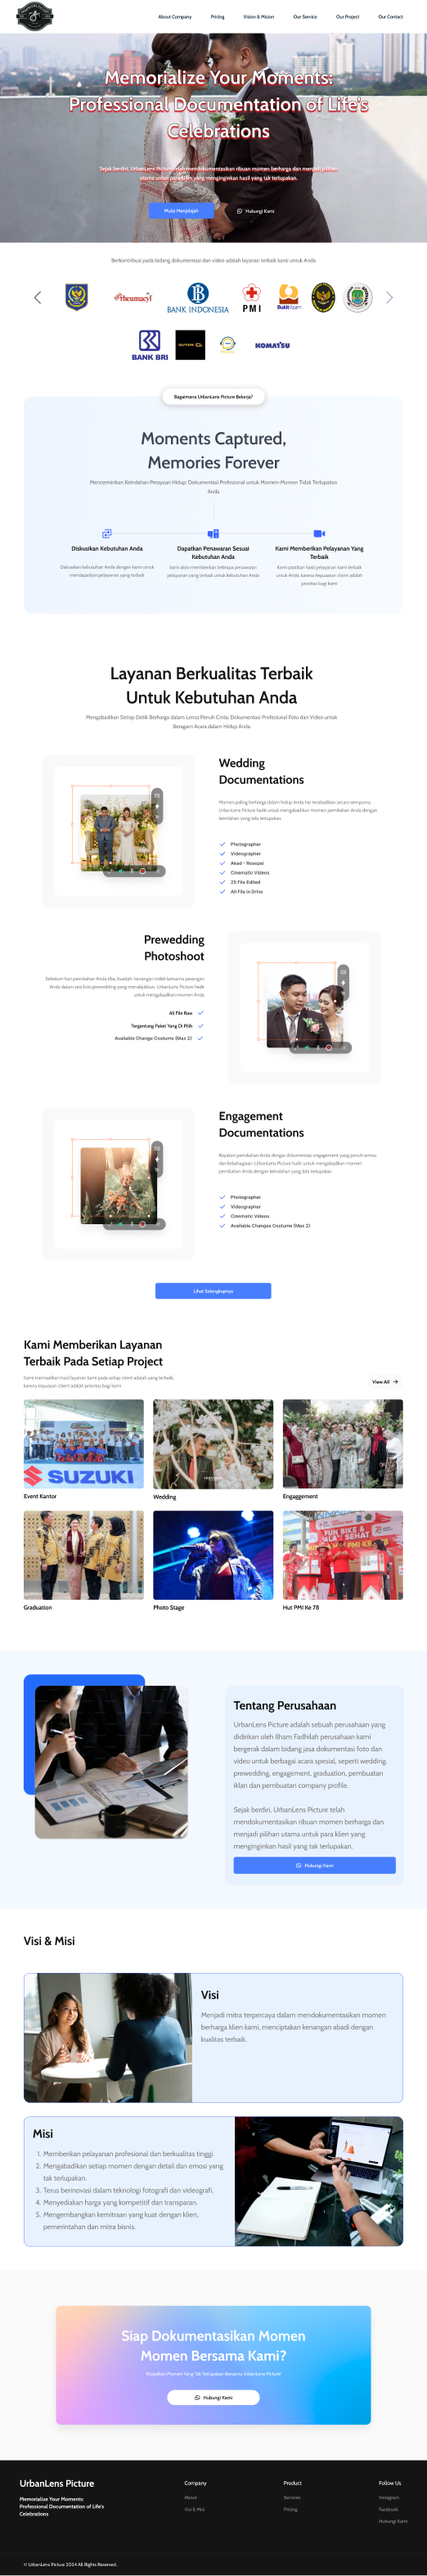 About Company
Pricing
Vision & Mision
Our Service
Our Project
Our Contact
Memorialize Your Moments:
Professional Documentation of Life's
Celebrations
Sejak berdiri, UrbanLens Picture telah mendokumentasikan ribuan momen berharga dan menjadi pilihan
utama untuk para klien yang menginginkan hasil yang tak terlupakan.
Mulai Menjelajah
Hubungi Kami
Berkontribusi pada bidang dokumentasi dan video adalah layanan terbaik kami untuk Anda
Rheumacyl
BANK INDONESIA
PMI
BukitAsam
BANK BRI
KOMATSU
Bagaimana UrbanLens Picture Bekerja?
Moments Captured,
Memories Forever
Mencerminkan Keindahan Perayaan Hidup: Dokumentasi Profesional untuk Momen-Momen Tidak Terlupakan
Anda
Diskusikan Kebutuhan Anda
Diskusikan kebutuhan Anda dengan kami untuk
mendapatkan pelayanan yang terbaik
Dapatkan Penawaran Sesuai
Kebutuhan Anda
kami akan memberikan beberapa penawaran
pelayanan yang terbaik untuk kebutuhan Anda
Kami Memberikan Pelayanan Yang
Terbaik
Kami pastikan hasil pelayanan kami terbaik
untuk Anda, karena kepuasaan client adalah
prioritas bagi kami
Layanan Berkualitas Terbaik
Untuk Kebutuhan Anda
Mengabadikan Setiap Detik Berharga dalam Lensa Penuh Cinta: Dokumentasi Profesional Foto dan Video untuk
Beragam Acara dalam Hidup Anda
Wedding
Documentations
Momen paling berharga dalam hidup Anda harus terabadikan secara sempurna.
UrbanLens Picture hadir untuk mengabadikan momen pernikahan Anda dengan
keindahan yang tida terlupakan.
Photographer
Videographer
Akad - Resepsi
Cinematic Videos
25 File Edited
All File in Drive
Prewedding
Photoshoot
Sebelum hari pernikahan Anda tiba, buatlah kenangan indah bersama pasangan
Anda dalam sesi foto prewedding yang menakjubkan. UrbanLens Picture hadir
untuk mengabadikan momen Anda
All File Raw
Tergantung Paket Yang Di Pilih
Available Change Costume (Max 2)
Engagement
Documentations
Rayakan pernikahan Anda dengan dokumentasi engagement yang penuh emosi
dan kebahagiaan. UrbanLens Picture hadir untuk mengabadikan momen
pernikahan Anda dengan keindahan yang tida terlupakan.
Photographer
Videographer
Cinematic Videos
Available Changes Costume (Max 2)
Lihat Selengkapnya
Kami Memberikan Layanan
Terbaik Pada Setiap Project
Kami memastikan hasil layanan kami pada setiap client adalah yang terbaik,
karena kepuasan client adalah prioritas bagi kami
View All
SUZUKI
Event Kantor
Wedding
Engaggement
FUN BIKE &
JALAN SEHAT
Graduation
Photo Stage
Hut PMI Ke 78
Tentang Perusahaan
UrbanLens Picture adalah sebuah perusahaan yang
didirikan oleh Ilham Fadhilah perusahaan kami
bergerak dalam bidang jasa dokumentasi foto dan
video untuk berbagai acara spesial, seperti wedding,
prewedding, engagement, graduation, pembuatan
iklan dan pembuatan company profile.
Sejak berdiri, UrbanLens Picture telah
mendokumentasikan ribuan momen berharga dan
menjadi pilihan utama untuk para klien yang
menginginkan hasil yang tak terlupakan.
Hubungi Kami
Visi & Misi
Visi
Menjadi mitra terpercaya dalam mendokumentasikan momen
berharga klien kami, menciptakan kenangan abadi dengan
kualitas terbaik.
Misi
1. Memberikan pelayanan profesional dan berkualitas tinggi.
2. Mengabadikan setiap momen dengan detail dan emosi yang
tak terlupakan.
3. Terus berinovasi dalam teknologi fotografi dan videografi.
4. Menyediakan harga yang kompetitif dan transparan.
5. Mengembangkan kemitraan yang kuat dengan klien,
pemerintahan dan mitra bisnis.
Siap Dokumentasikan Momen
Momen Bersama Kami?
Wujudkan Momen Yang Tak Terlupakan Bersama UrbanLens Picture!
Hubungi Kami
UrbanLens Picture
Memorialize Your Moments:
Professional Documentation of Life's
Celebrations
Company
About
Visi & Misi
Product
Services
Pricing
Follow Us
Instagram
Facebook
Hubungi Kami
© UrbanLens Picture 2024 All Rights Reserved.